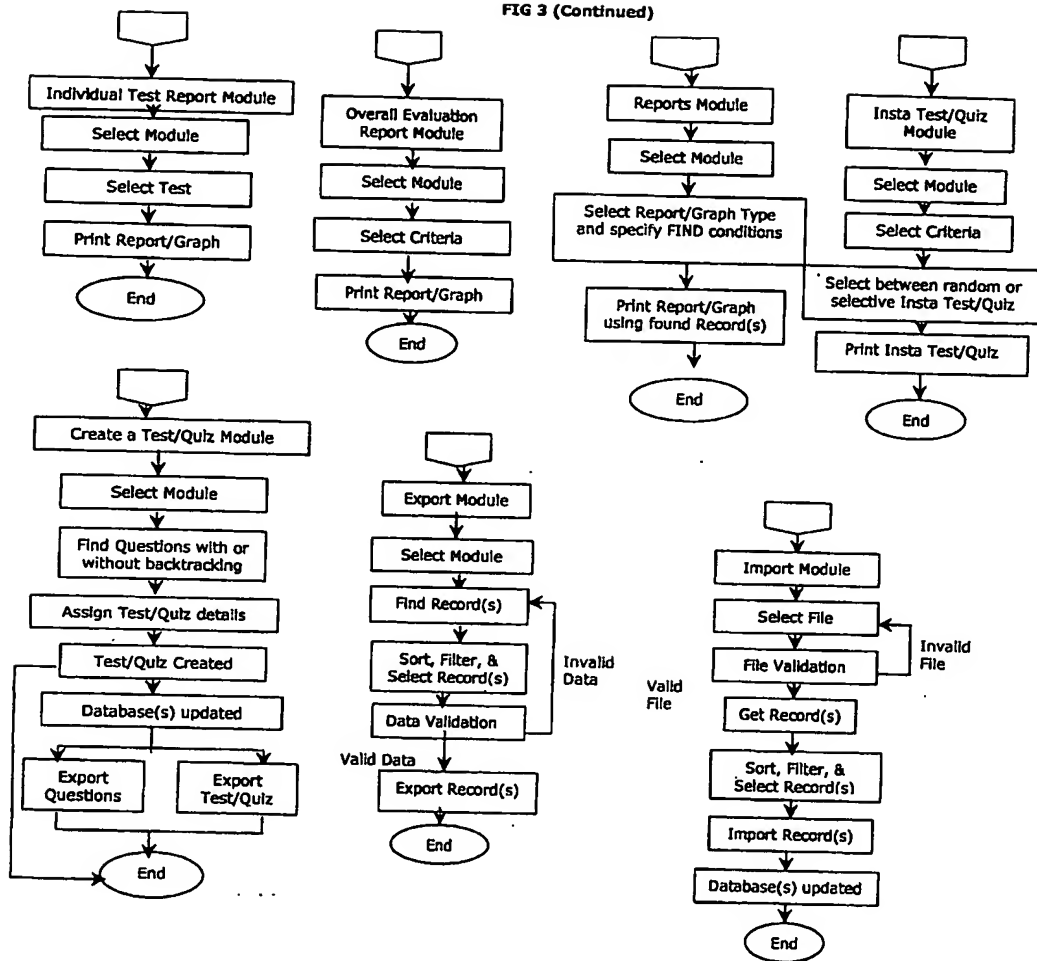 FIG 3 (Continued)
Individual Test Report Module
Select Module
Select Test
Print Report/Graph
End
Overall Evaluation
Report Module
Select Module
Select Criteria
Print Report/Graph
End
Reports Module
Select Module
Select Report/Graph Type
and specify FIND conditions
Print Report/Graph
using found Record(s)
End
Insta Test/Quiz
Module
Select Module
Select Criteria
Select between random or
selective Insta Test/Quiz
Print Insta Test/Quiz
End
Create a Test/Quiz Module
Select Module
Find Questions with or
without backtracking
Assign Test/Quiz details
Test/Quiz Created
Database(s) updated
Export
Questions
Export
Test/Quiz
End
Export Module
Select Module
Find Record(s)
Sort, Filter, &
Select Record(s)
Data Validation
Invalid
Data
Valid Data
Export Record(s)
End
Import Module
Select File
File Validation
Invalid
File
Valid
File
Get Record(s)
Sort, Filter, &
Select Record(s)
Import Record(s)
Database(s) updated
End